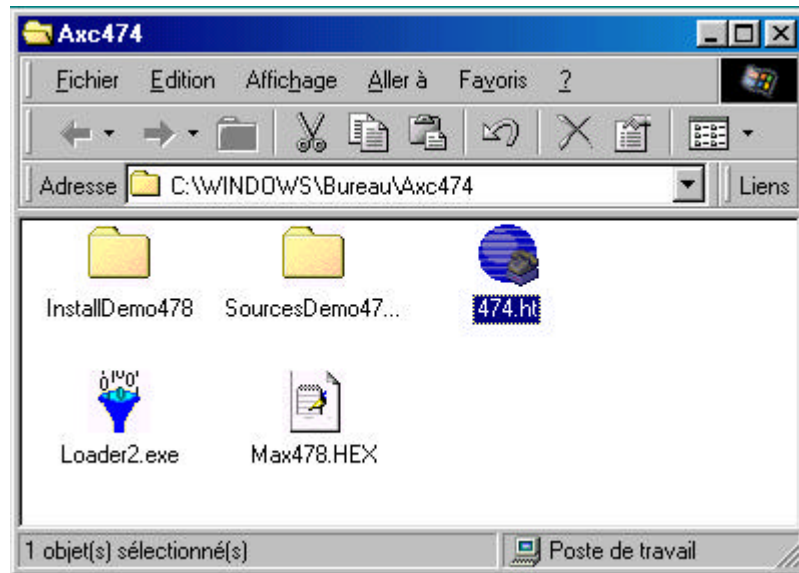 Axc474
Fichier Edition Affichage Aller à Favoris ?
Adresse C:\WINDOWS\Bureau\Axc474 Liens
InstallDemo478 SourcesDemo47... 474.ht
Loader2.exe Max478.HEX
1 objet(s) sélectionné(s) Poste de travail